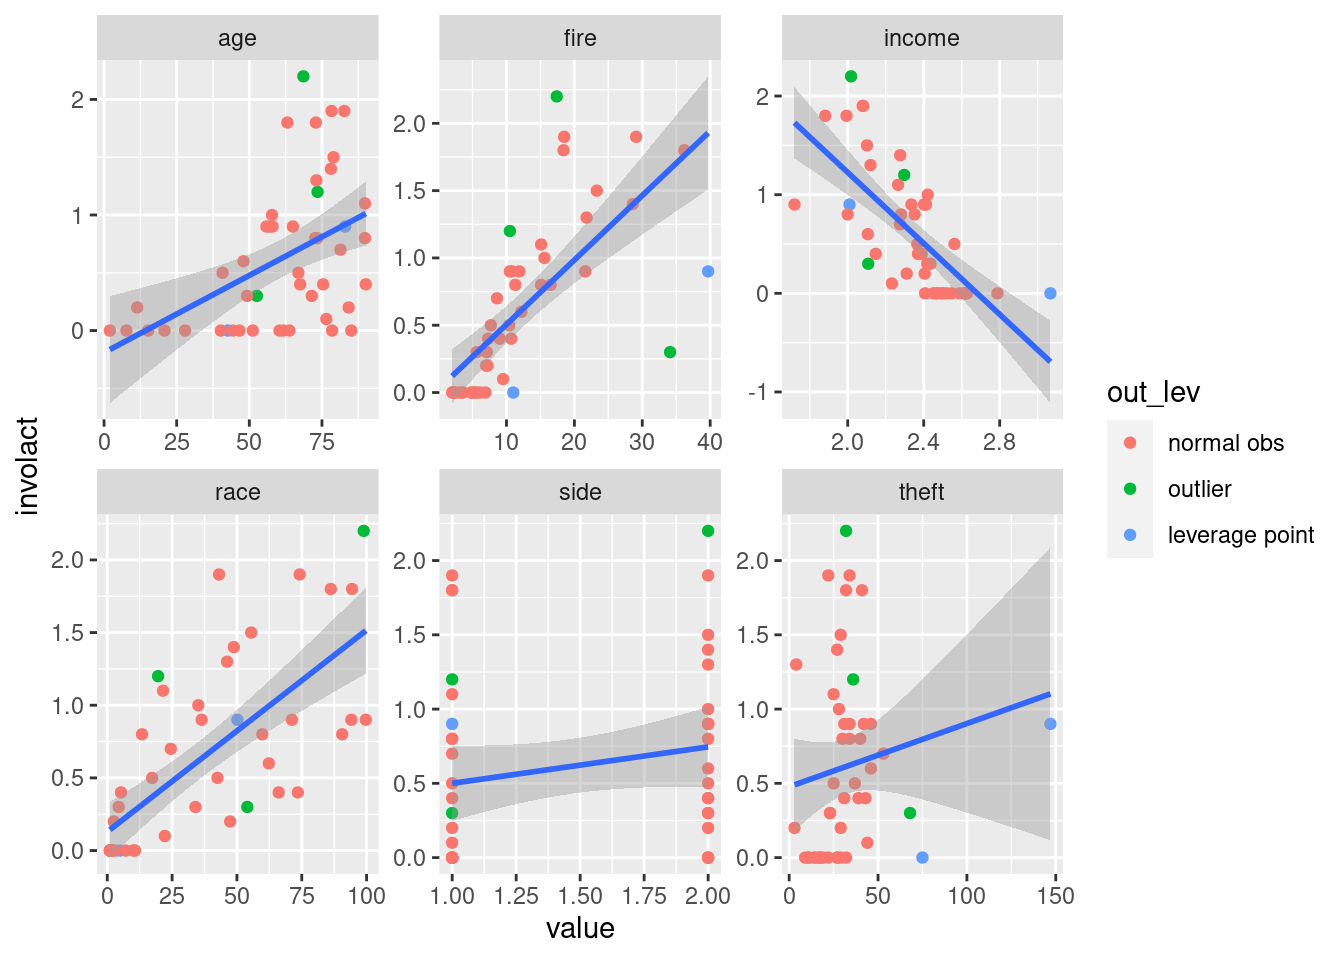 age fire income
2
1
0
0 25 50 75
2.0
1.5
1.0
0.5
0.0
10 20 30 40
2
1
0
-1
2.0 2.4 2.8
race side theft
2.0
1.5
1.0
0.5
0.0
0 25 50 75 100
2.0
1.5
1.0
0.5
0.0
1.00 1.25 1.50 1.75 2.00
2.0
1.5
1.0
0.5
0.0
0 50 100 150
involact
value
out_lev
normal obs
outlier
leverage point